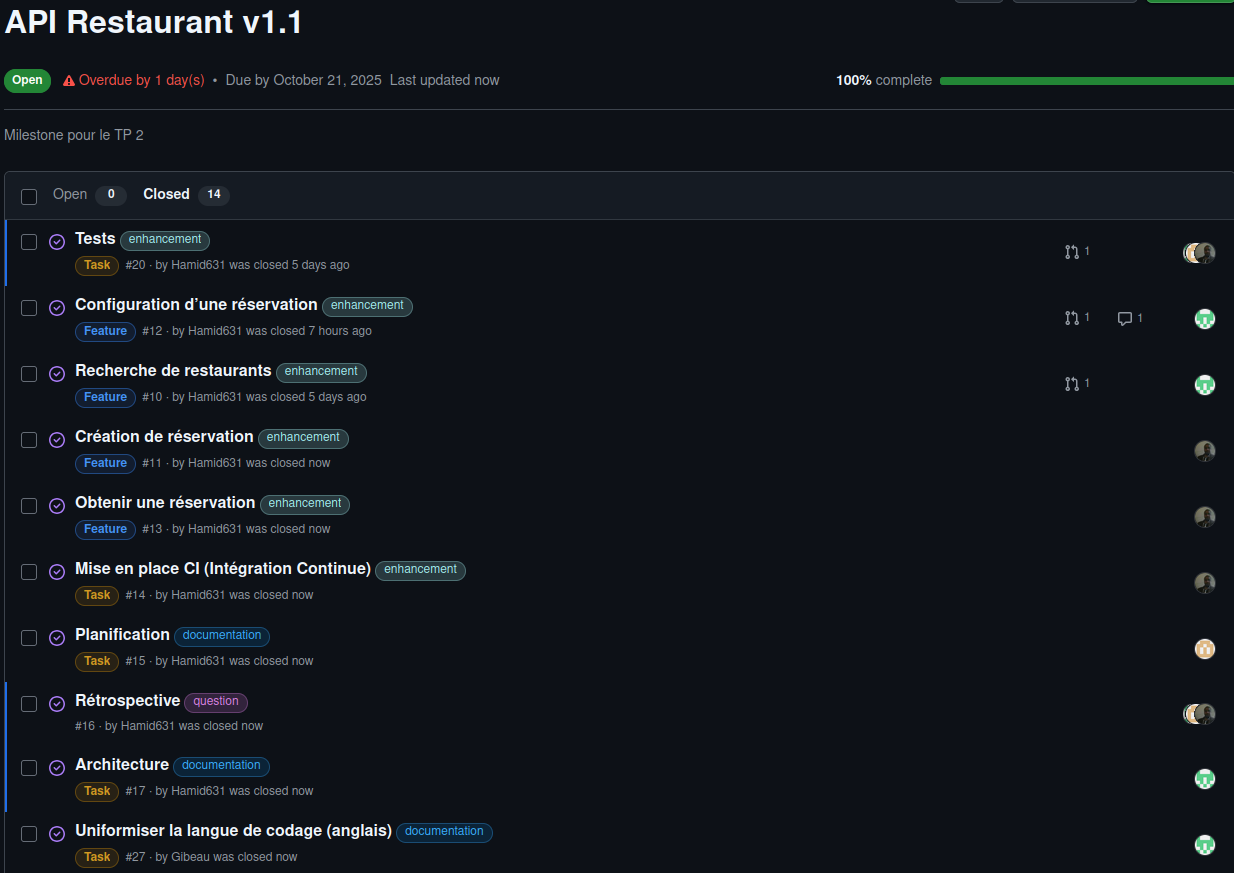 API Restaurant v1.1
Open Overdue by 1 day(s) • Due by October 21, 2025 Last updated now 100% complete
Milestone pour le TP 2
Open 0 Closed 14
Tests enhancement
Task #20 · by Hamid631 was closed 5 days ago 1
Configuration d’une réservation enhancement
Feature #12 · by Hamid631 was closed 7 hours ago 1 1
Recherche de restaurants enhancement
Feature #10 · by Hamid631 was closed 5 days ago 1
Création de réservation enhancement
Feature #11 · by Hamid631 was closed now
Obtenir une réservation enhancement
Feature #13 · by Hamid631 was closed now
Mise en place CI (Intégration Continue) enhancement
Task #14 · by Hamid631 was closed now
Planification documentation
Task #15 · by Hamid631 was closed now
Rétrospective question
#16 · by Hamid631 was closed now
Architecture documentation
Task #17 · by Hamid631 was closed now
Uniformiser la langue de codage (anglais) documentation
Task #27 · by Gibeau was closed now